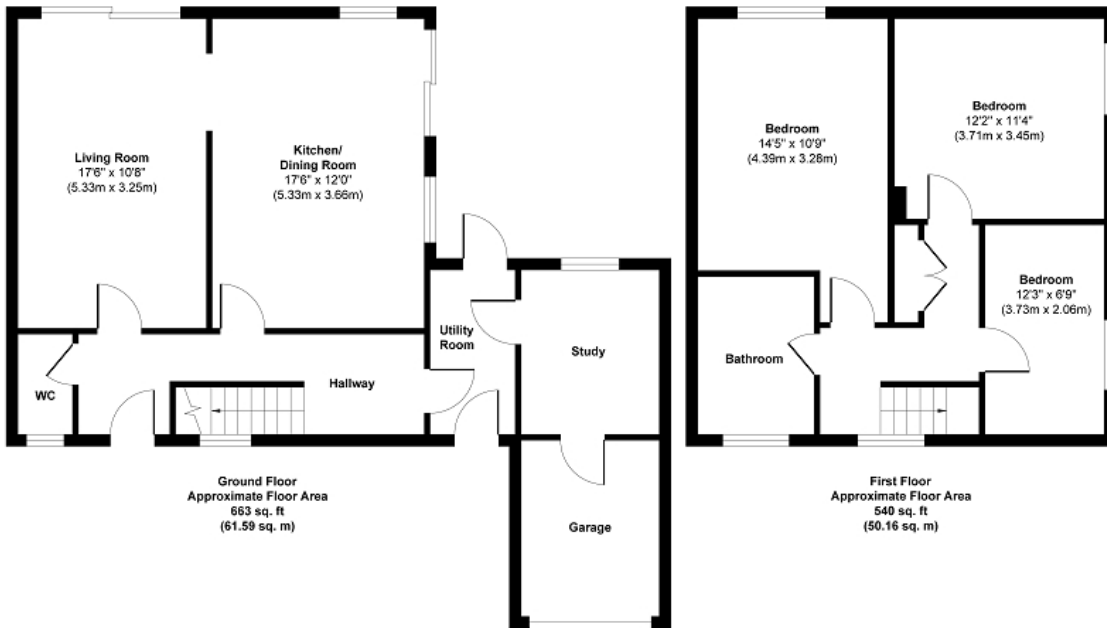 Living Room
17'6" x 10'8"
(5.33m x 3.25m)
Kitchen/
Dining Room
17'6" x 12'0"
(5.33m x 3.66m)
Utility
Room
Study
WC
Hallway
Garage
Ground Floor
Approximate Floor Area
663 sq. ft
(61.59 sq. m)
Bedroom
14'5" x 10'9"
(4.39m x 3.28m)
Bedroom
12'2" x 11'4"
(3.71m x 3.45m)
Bedroom
12'3" x 6'9"
(3.73m x 2.06m)
Bathroom
First Floor
Approximate Floor Area
540 sq. ft
(50.16 sq. m)